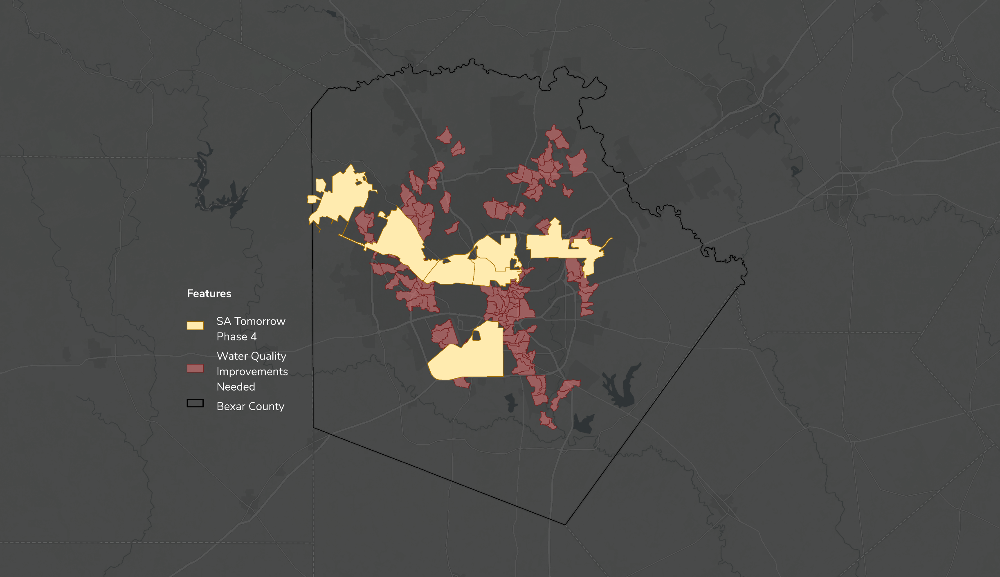 Features
SA Tomorrow
Phase 4
Water Quality
Improvements
Needed
Bexar County